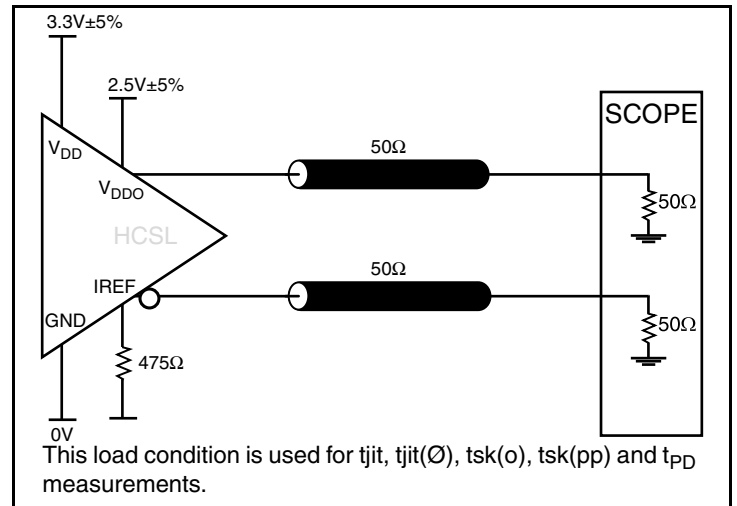 3.3V±5%
2.5V±5%
SCOPE
50Ω
VDD
VDDO
50Ω
HCSL
50Ω
IREF
50Ω
GND
475Ω
0V
This load condition is used for tjit, tjit(Ø), tsk(o), tsk(pp) and tPD
measurements.